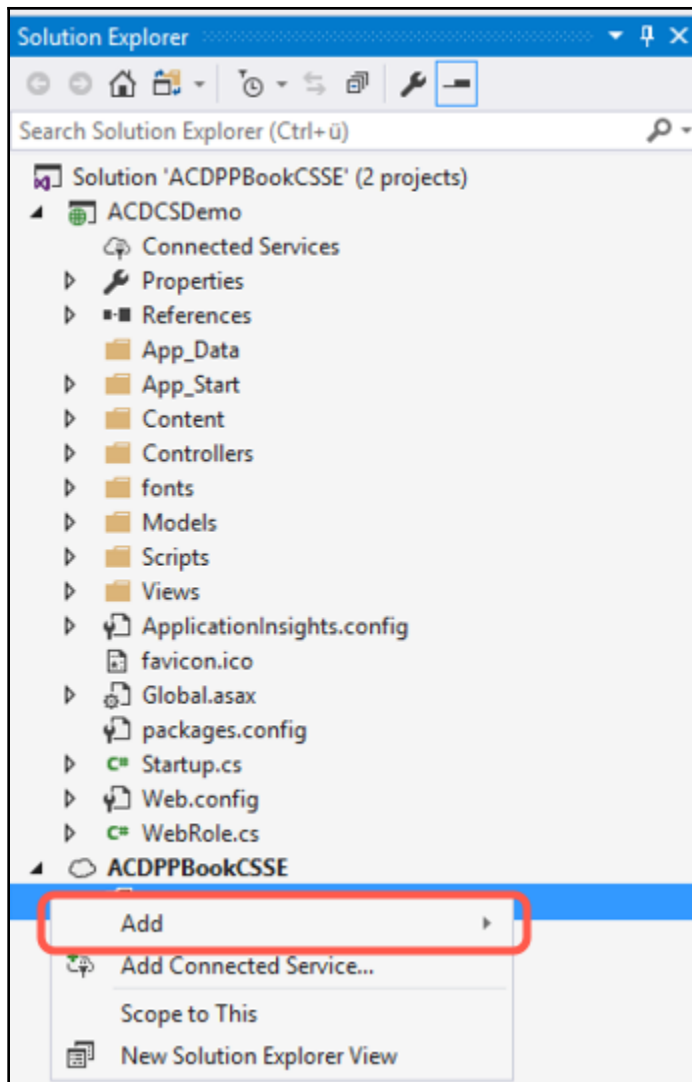 Solution Explorer
Search Solution Explorer (Ctrl+ü)
Solution 'ACDPPBookCSSE' (2 projects)
ACDCSDemo
Connected Services
Properties
References
App_Data
App_Start
Content
Controllers
fonts
Models
Scripts
Views
ApplicationInsights.config
favicon.ico
Global.asax
packages.config
C# Startup.cs
Web.config
C# WebRole.cs
ACDPPBookCSSE
Add
Add Connected Service...
Scope to This
New Solution Explorer View